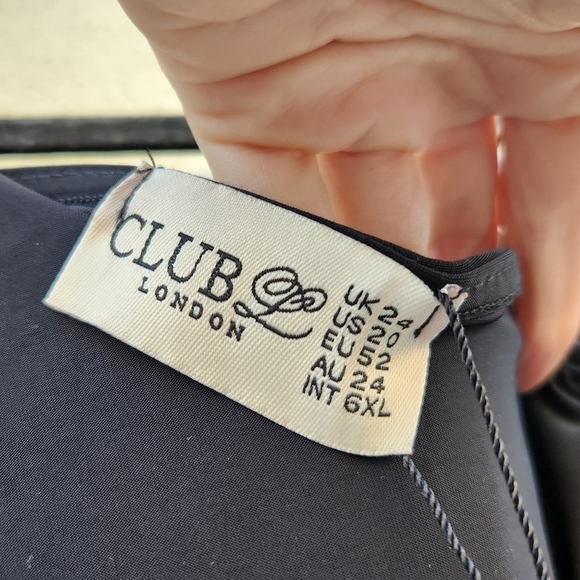 CLUB L
LONDON
UK 24
US 20
EU 52
AU 24
INT 6XL